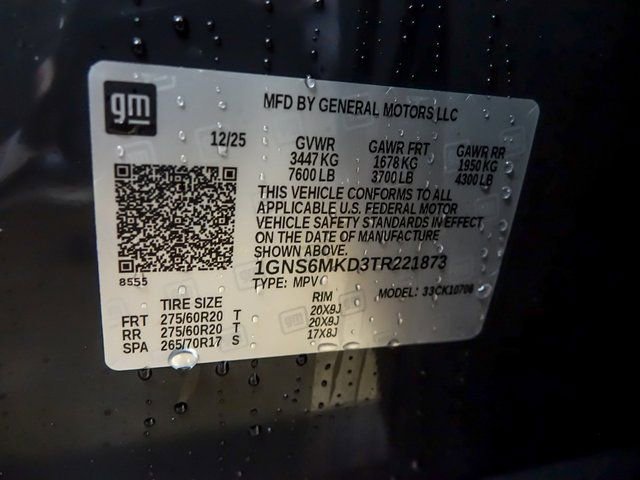 gm
MFD BY GENERAL MOTORS LLC
12/25 GVWR GAWR FRT GAWR RR
3447 KG 1678 KG 1950 KG
7600 LB 3700 LB 4300 LB
THIS VEHICLE CONFORMS TO ALL
APPLICABLE U.S. FEDERAL MOTOR
VEHICLE SAFETY STANDARDS IN EFFECT
ON THE DATE OF MANUFACTURE
SHOWN ABOVE.
1GNS6MKD3TR221873
8555
TYPE: MPV MODEL: 33CK10706
TIRE SIZE RIM
FRT 275/60R20 T 20X9J
RR 275/60R20 T 20X9J
SPA 265/70R17 S 17X8J